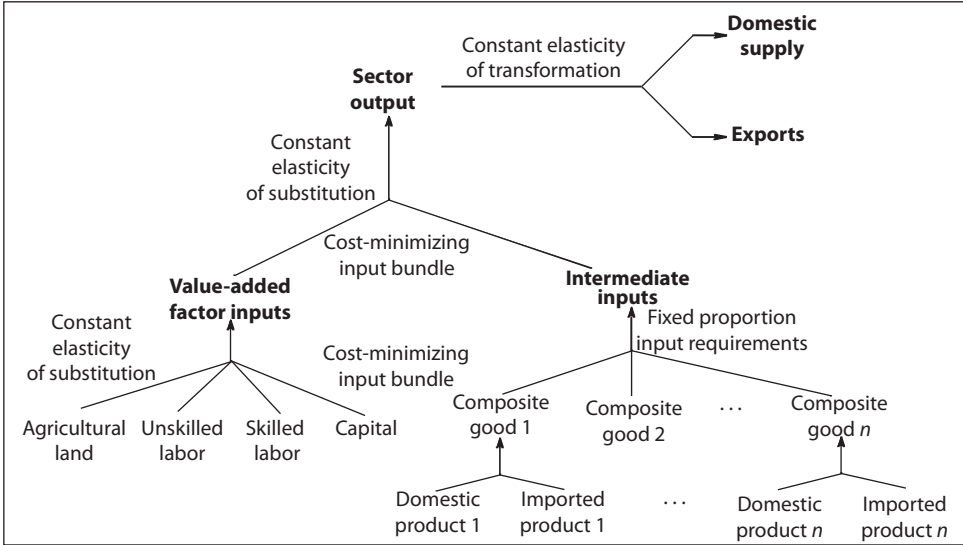 Domestic
supply
Constant elasticity
of transformation
Sector
output
Exports
Constant
elasticity
of substitution
Cost-minimizing
input bundle
Value-added
factor inputs
Intermediate
inputs
Constant
elasticity
of substitution
Cost-minimizing
input bundle
Fixed proportion
input requirements
Agricultural
land
Unskilled
labor
Skilled
labor
Capital
Composite
good 1
Composite
good 2
...
Composite
good n
Domestic
product 1
Imported
product 1
...
Domestic
product n
Imported
product n